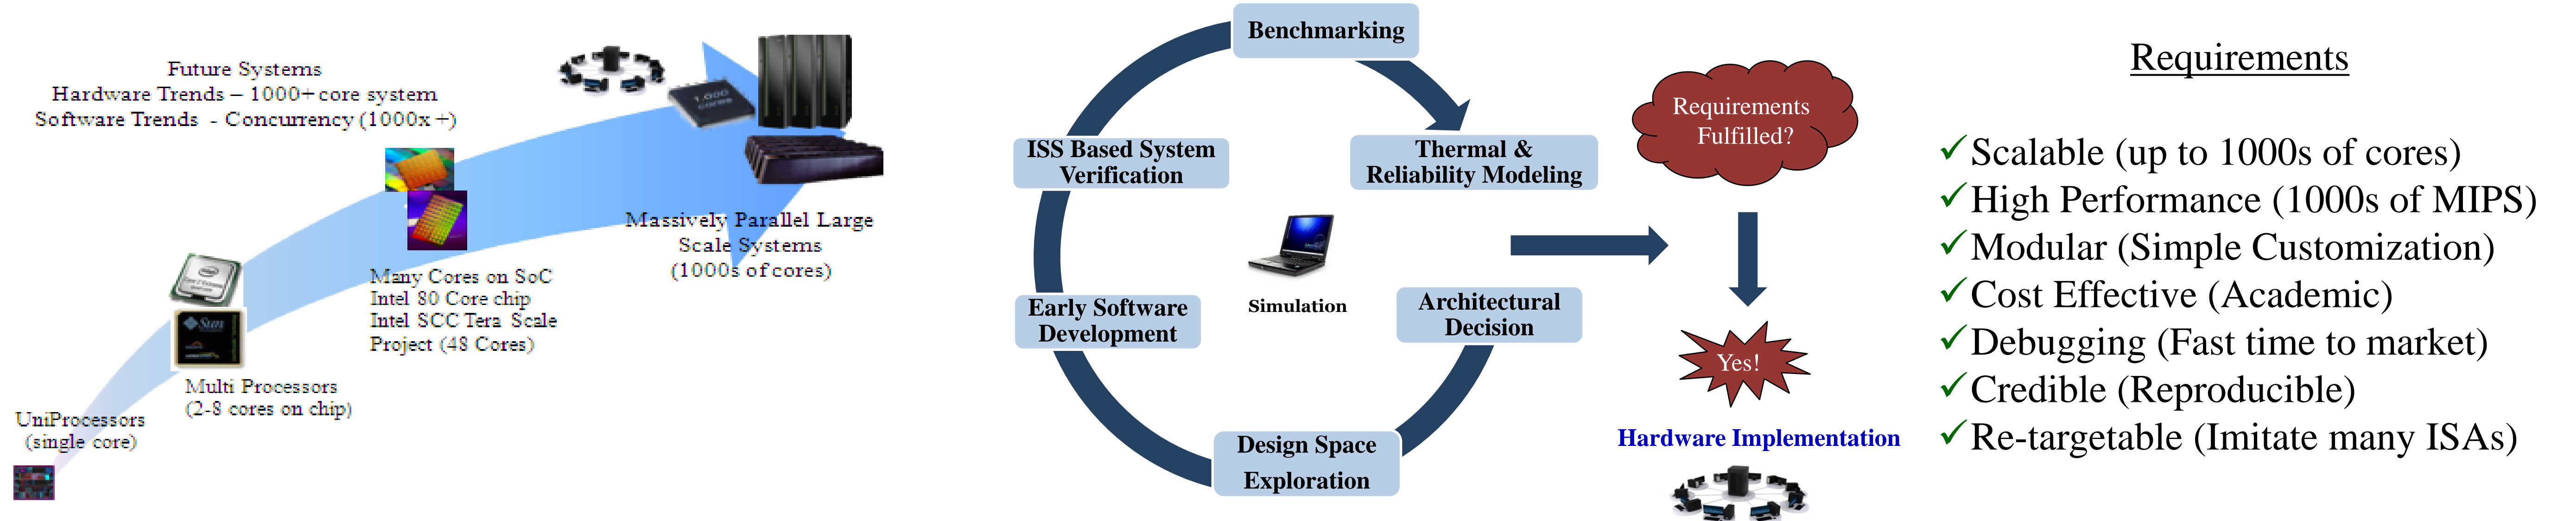 Future Systems
Hardware Trends – 1000+ core system
Software Trends - Concurrency (1000x +)
1,000
cores
Massively Parallel Large
Scale Systems
(1000s of cores)
Many Cores on SoC
Intel 80 Core chip
Intel SCC Tera Scale
Project (48 Cores)
intel
Sun
Multi Processors
(2-8 cores on chip)
UniProcessors
(single core)
Benchmarking
Thermal &
Reliability Modeling
Architectural
Decision
Design Space
Exploration
Early Software
Development
ISS Based System
Verification
Simulation
Requirements
Fulfilled?
Yes!
Hardware Implementation
Requirements
✓Scalable (up to 1000s of cores)
✓High Performance (1000s of MIPS)
✓Modular (Simple Customization)
✓Cost Effective (Academic)
✓Debugging (Fast time to market)
✓Credible (Reproducible)
✓Re-targetable (Imitate many ISAs)